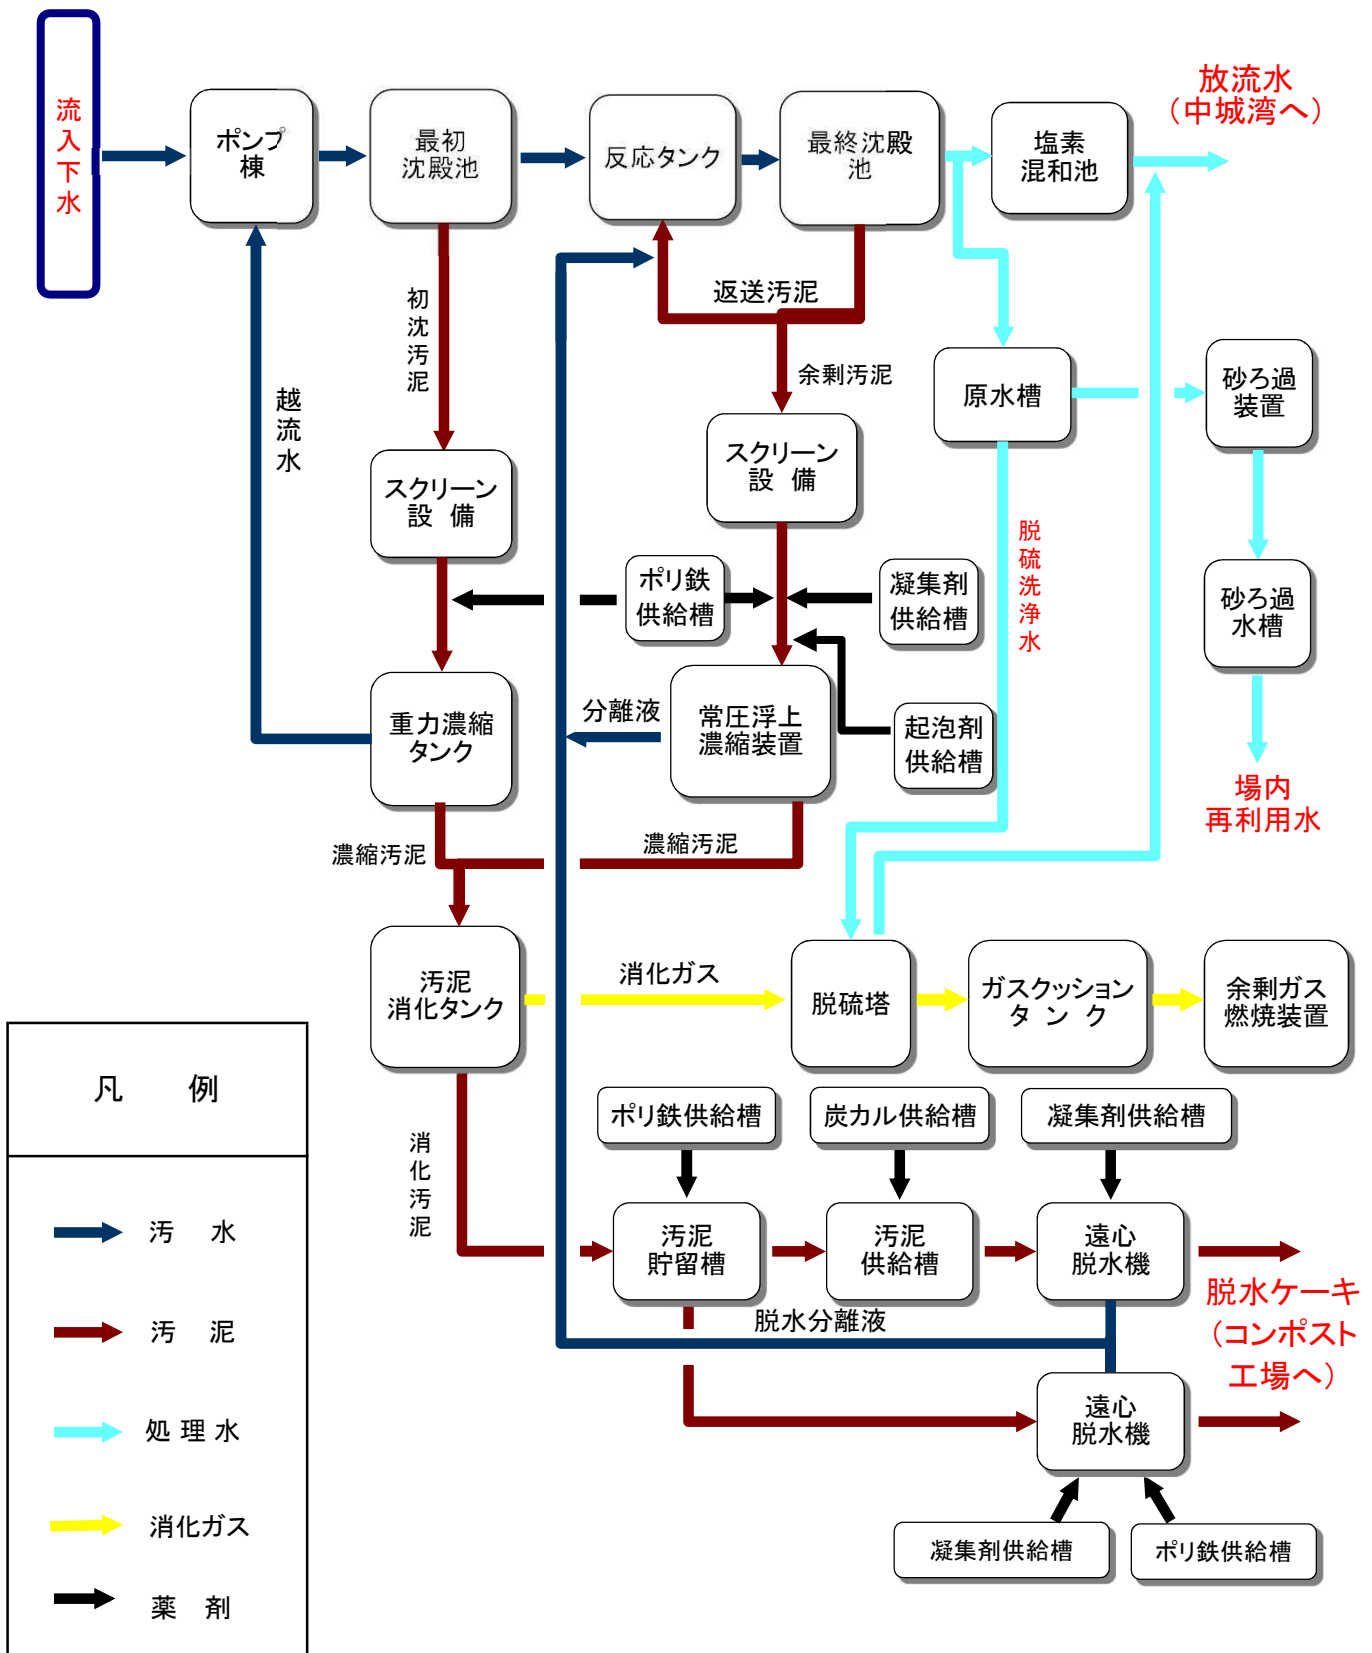 流入下水
ポンプ
棟
最初
沈殿池
反応タンク
最終沈殿
池
塩素
混和池
放流水
（中城湾へ）
初沈汚泥
返送汚泥
余剰汚泥
越流水
原水槽
砂ろ過
装置
スクリーン
設 備
スクリーン
設 備
脱硫洗浄水
ポリ鉄
供給槽
凝集剤
供給槽
砂ろ過
水槽
重力濃縮
タンク
分離液
常圧浮上
濃縮装置
起泡剤
供給槽
場内
再利用水
濃縮汚泥
濃縮汚泥
汚泥
消化タンク
消化ガス
脱硫塔
ガスクッション
タ ン ク
余剰ガス
燃焼装置
消化汚泥
ポリ鉄供給槽
炭カル供給槽
凝集剤供給槽
汚泥
貯留槽
汚泥
供給槽
遠心
脱水機
脱水ケーキ
（コンポスト
工場へ）
脱水分離液
遠心
脱水機
凝集剤供給槽
ポリ鉄供給槽
凡 例
汚 水
汚 泥
処 理 水
消化ガス
薬 剤